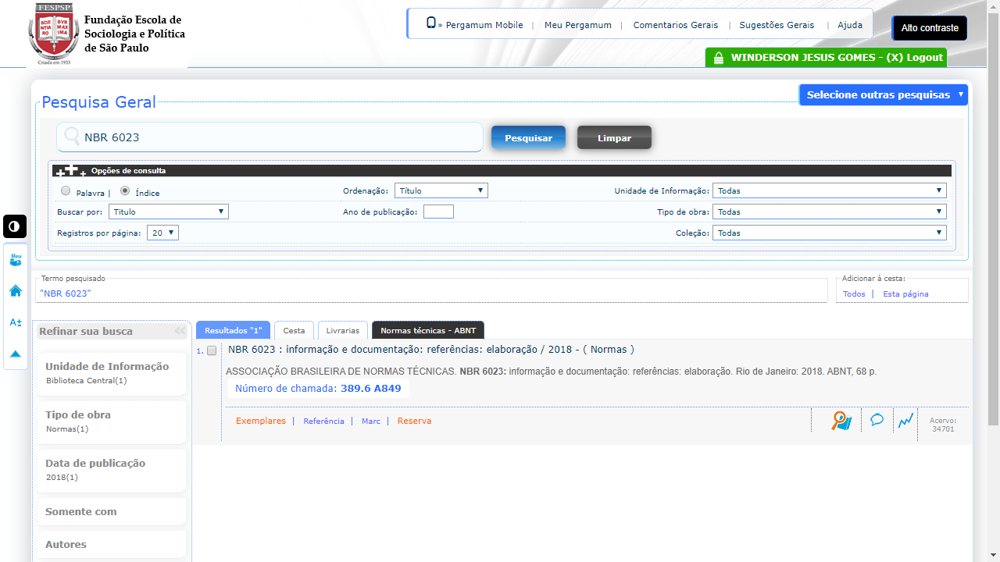 FESPSP
SCIEN TIARO BVR MAX IMA
Criada em 1933
Fundação Escola de
Sociologia e Política
de São Paulo
» Pergamum Mobile | Meu Pergamum | Comentarios Gerais | Sugestões Gerais | Ajuda
Alto contraste
WINDERSON JESUS GOMES - (X) Logout
Pesquisa Geral
Selecione outras pesquisas ▼
NBR 6023
Pesquisar
Limpar
Opções de consulta
Palavra | Índice
Ordenação: Título
Unidade de Informação: Todas
Buscar por: Titulo
Ano de publicação:
Tipo de obra: Todas
Registros por página: 20
Coleção: Todas
Meu
A±
Termo pesquisado
"NBR 6023"
Adicionar à cesta:
Todos | Esta página
Refinar sua busca
Unidade de Informação
Biblioteca Central(1)
Tipo de obra
Normas(1)
Data de publicação
2018(1)
Somente com
Autores
Resultados "1"
Cesta
Livrarias
Normas técnicas - ABNT
1. NBR 6023 : informação e documentação: referências: elaboração / 2018 - ( Normas )
ASSOCIAÇÃO BRASILEIRA DE NORMAS TÉCNICAS. NBR 6023: informação e documentação: referências: elaboração. Rio de Janeiro: 2018. ABNT, 68 p.
Número de chamada: 389.6 A849
Exemplares | Referência | Marc | Reserva
Acervo:
34701